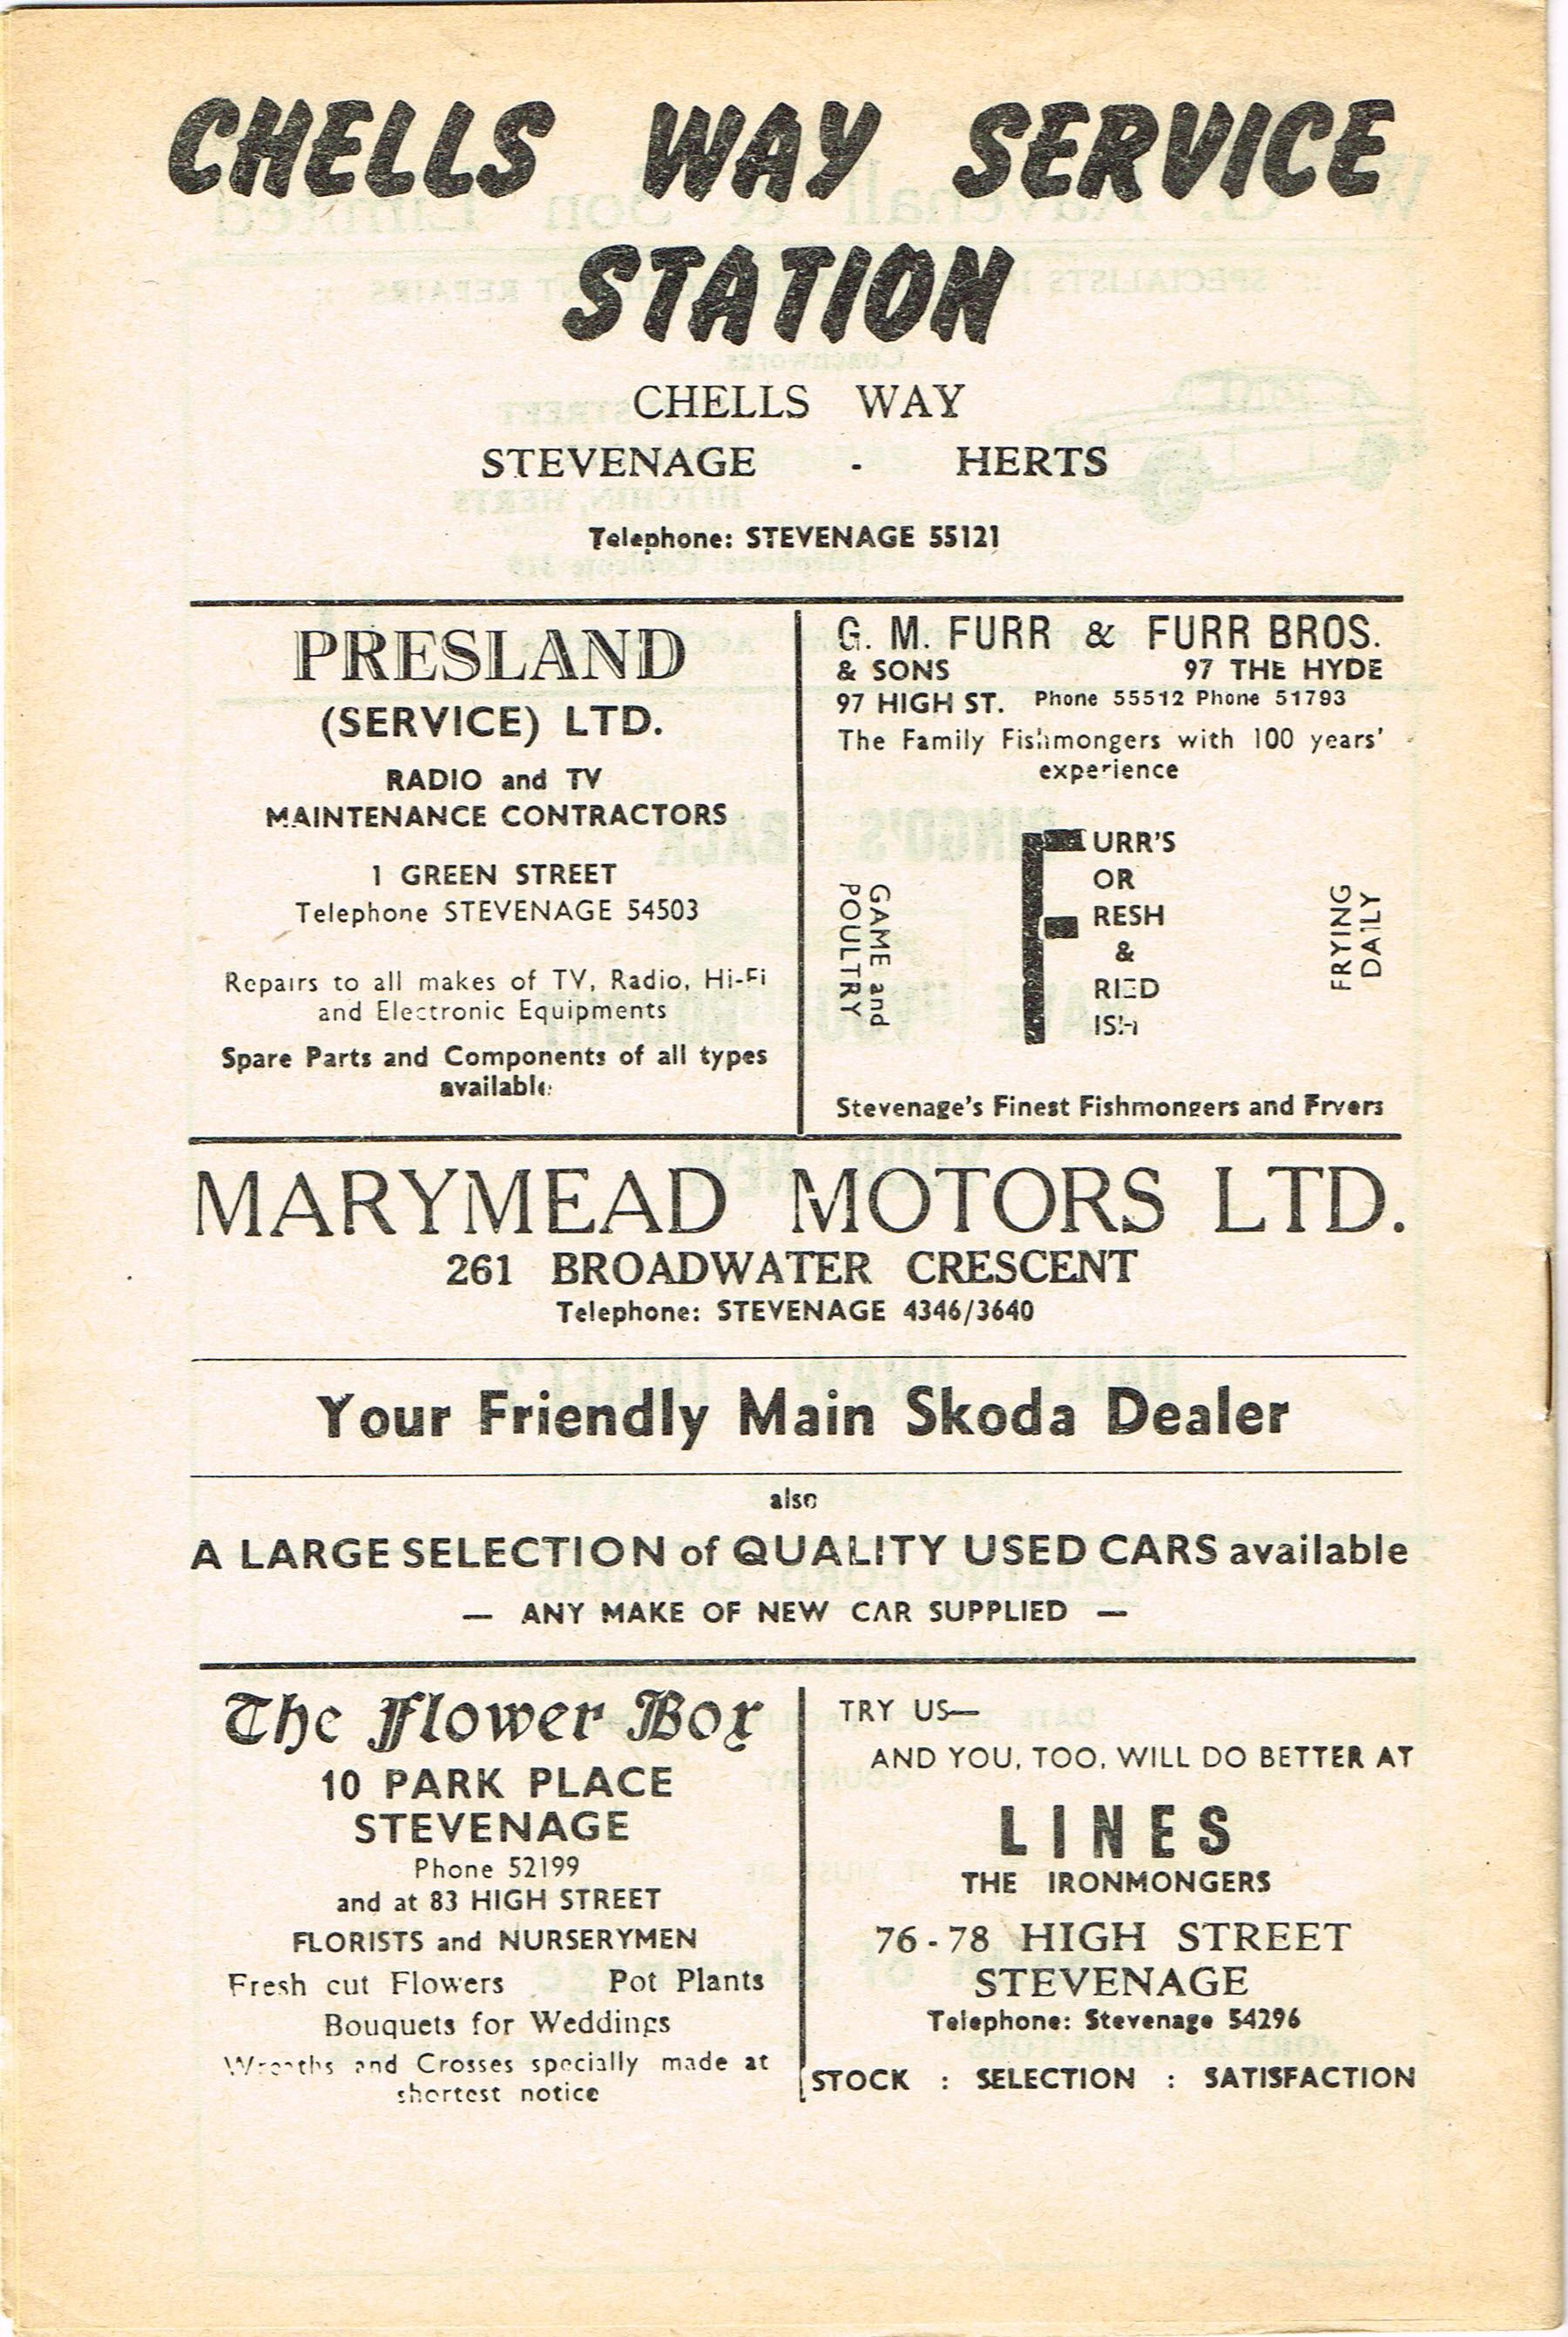 CHELLS WAY SERVICE
STATION
CHELLS WAY
STEVENAGE - HERTS
Telephone: STEVENAGE 55121
PRESLAND
(SERVICE) LTD.
RADIO and TV
MAINTENANCE CONTRACTORS
1 GREEN STREET
Telephone STEVENAGE 54503
Repairs to all makes of TV, Radio, Hi-Fi
and Electronic Equipments
Spare Parts and Components of all types
available
G. M. FURR & FURR BROS.
& SONS 97 THE HYDE
97 HIGH ST. Phone 55512 Phone 51793
The Family Fishmongers with 100 years'
experience
GAME and
POULTRY
FURR'S
OR
RESH
&
RIED
ISH
FRYING
DAILY
Stevenage's Finest Fishmongers and Fryers
MARYMEAD MOTORS LTD.
261 BROADWATER CRESCENT
Telephone: STEVENAGE 4346/3640
Your Friendly Main Skoda Dealer
also
A LARGE SELECTION of QUALITY USED CARS available
— ANY MAKE OF NEW CAR SUPPLIED —
The Flower Box
10 PARK PLACE
STEVENAGE
Phone 52199
and at 83 HIGH STREET
FLORISTS and NURSERYMEN
Fresh cut Flowers Pot Plants
Bouquets for Weddings
Wreaths and Crosses specially made at
shortest notice
TRY US—
AND YOU, TOO, WILL DO BETTER AT
LINES
THE IRONMONGERS
76-78 HIGH STREET
STEVENAGE
Telephone: Stevenage 54296
STOCK : SELECTION : SATISFACTION